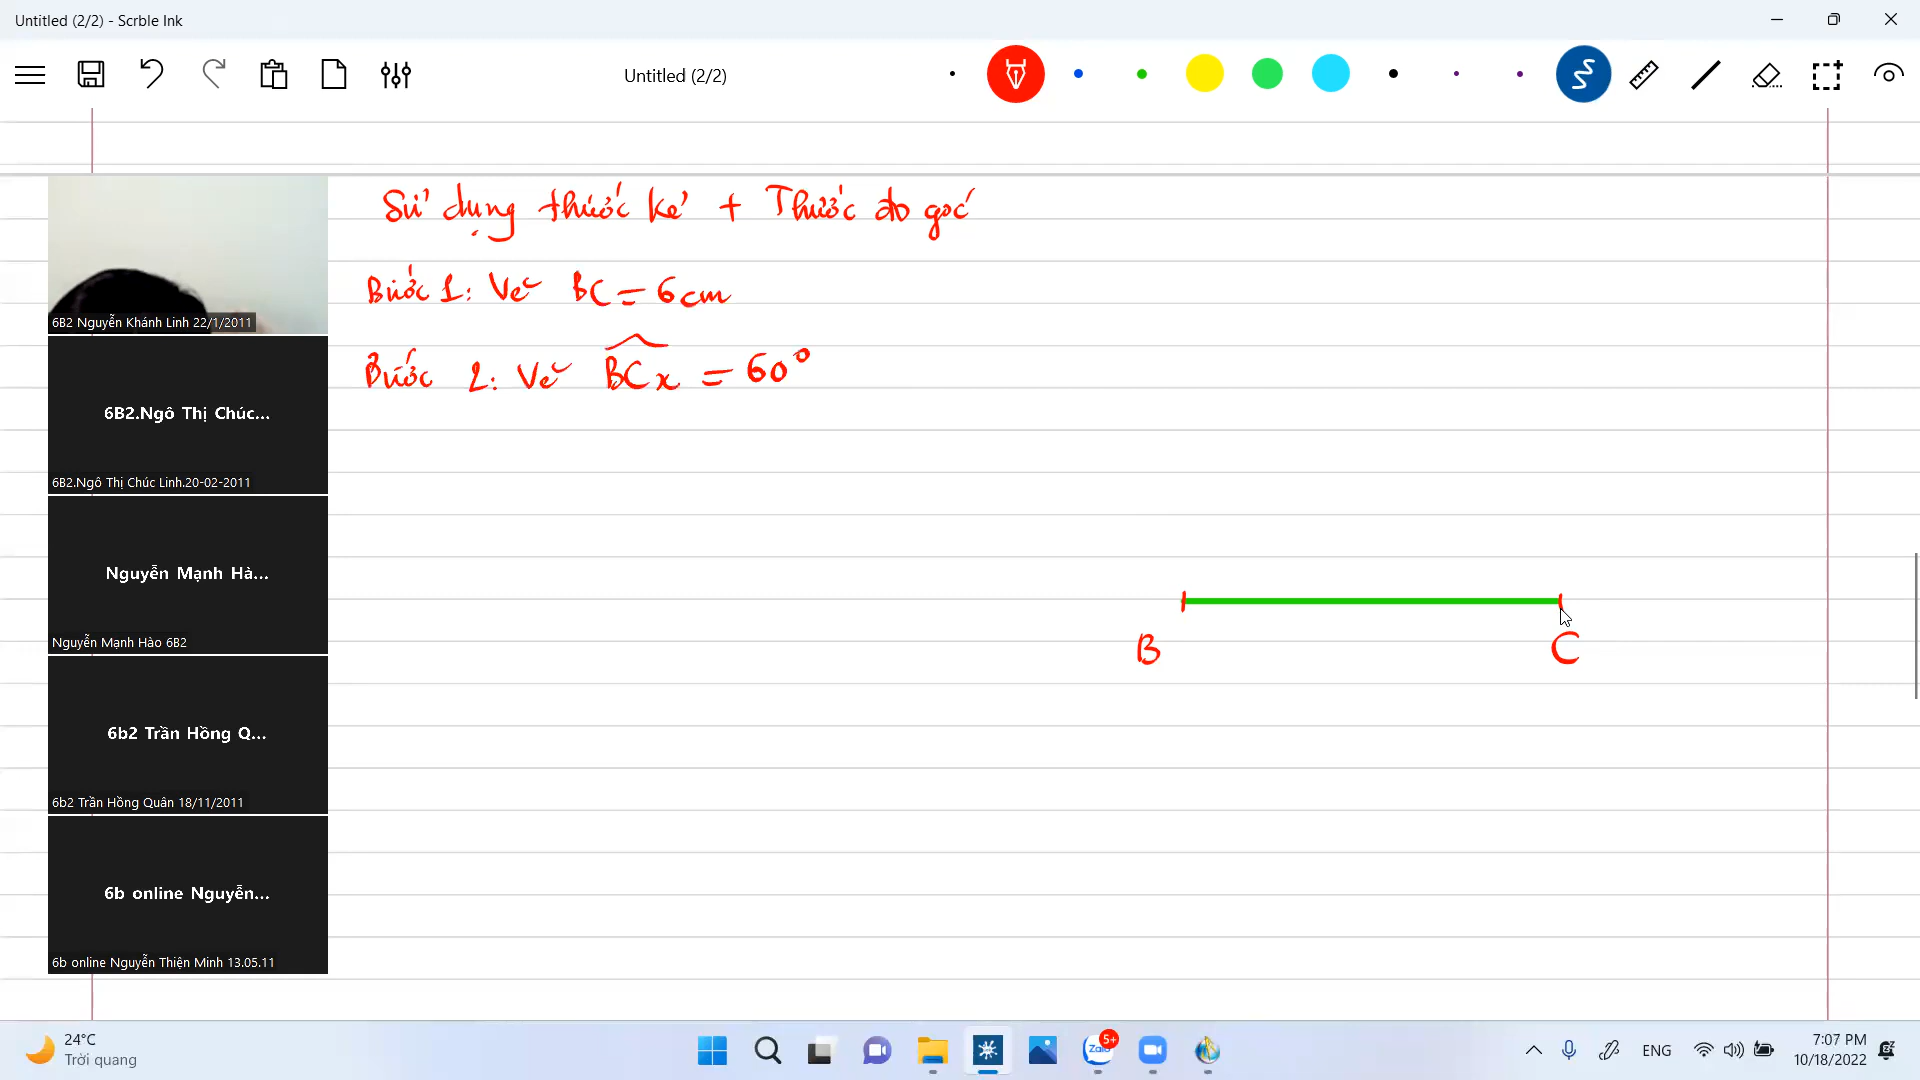 Untitled (2/2) - Scrble Ink
Untitled (2/2)
Sử dụng thước kẻ + Thước đo góc
Bước 1: Vẽ BC = 6 cm
Bước 2: Vẽ BCx = 60°
B
C
6B2 Nguyễn Khánh Linh 22/1/2011
6B2.Ngô Thị Chúc...
6B2.Ngô Thị Chúc Linh.20-02-2011
Nguyễn Mạnh Hà...
Nguyễn Mạnh Hào 6B2
6b2 Trần Hồng Q...
6b2 Trần Hồng Quân 18/11/2011
6b online Nguyễn...
6b online Nguyễn Thiện Minh 13.05.11
24°C
Trời quang
Zalo
5+
ENG
7:07 PM
10/18/2022